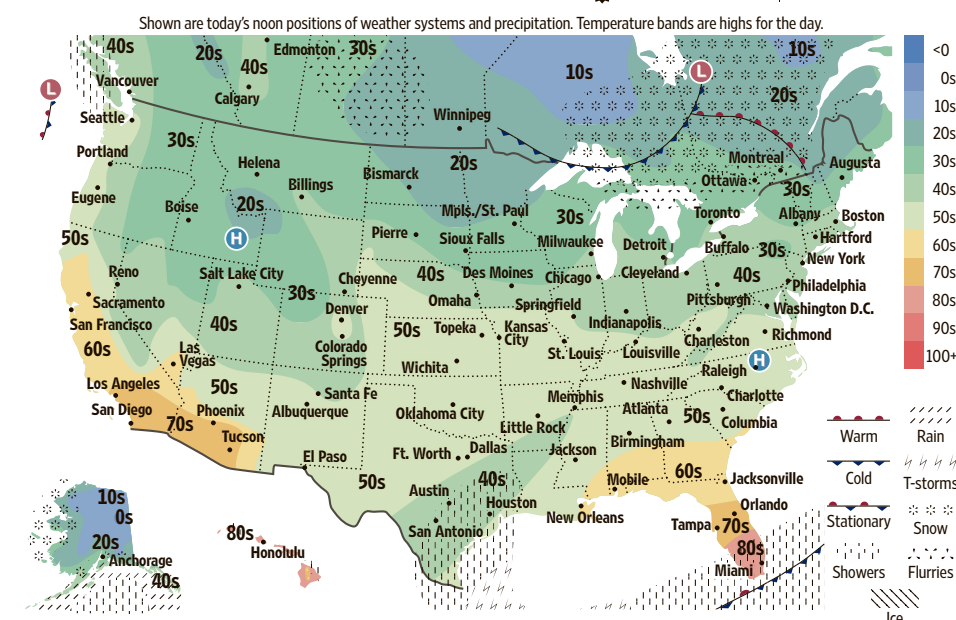 Shown are today's noon positions of weather systems and precipitation. Temperature bands are highs for the day.
40s
20s
Edmonton
30s
10s
<0
40s
10s
L
0s
Vancouver
Calgary
20s
10s
L
Seattle
Winnipeg
20s
Portland
30s
Helena
Bismarck
20s
Montreal
Augusta
30s
Eugene
Billings
Ottawa
40s
Boise
20s
Mpls./St. Paul
30s
Toronto
30s
Albany
Boston
50s
50s
H
Pierre
Sioux Falls
Milwaukee
Detroit
Buffalo
30s
Hartford
60s
Reno
Salt Lake City
Cheyenne
40s
Des Moines
Chicago
Cleveland
40s
New York
70s
Sacramento
30s
Omaha
Springfield
Pittsburgh
Philadelphia
80s
San Francisco
40s
Denver
50s
Topeka
Kansas
City
Indianapolis
Washington D.C.
90s
60s
Las
Vegas
Colorado
Springs
St. Louis
Louisville
Charleston
Richmond
100+
Wichita
Raleigh
H
Los Angeles
50s
Santa Fe
Nashville
Charlotte
San Diego
Phoenix
Albuquerque
Oklahoma City
Memphis
Atlanta
50s
Columbia
70s
Tucson
Little Rock
Birmingham
Warm
Rain
El Paso
Ft. Worth
Dallas
Jackson
50s
40s
Mobile
60s
Jacksonville
Cold
T-storms
10s
Austin
Houston
New Orleans
Orlando
0s
San Antonio
Tampa
70s
Stationary
Snow
20s
80s
Honolulu
80s
Anchorage
Miami
Showers
Flurries
40s
Ice